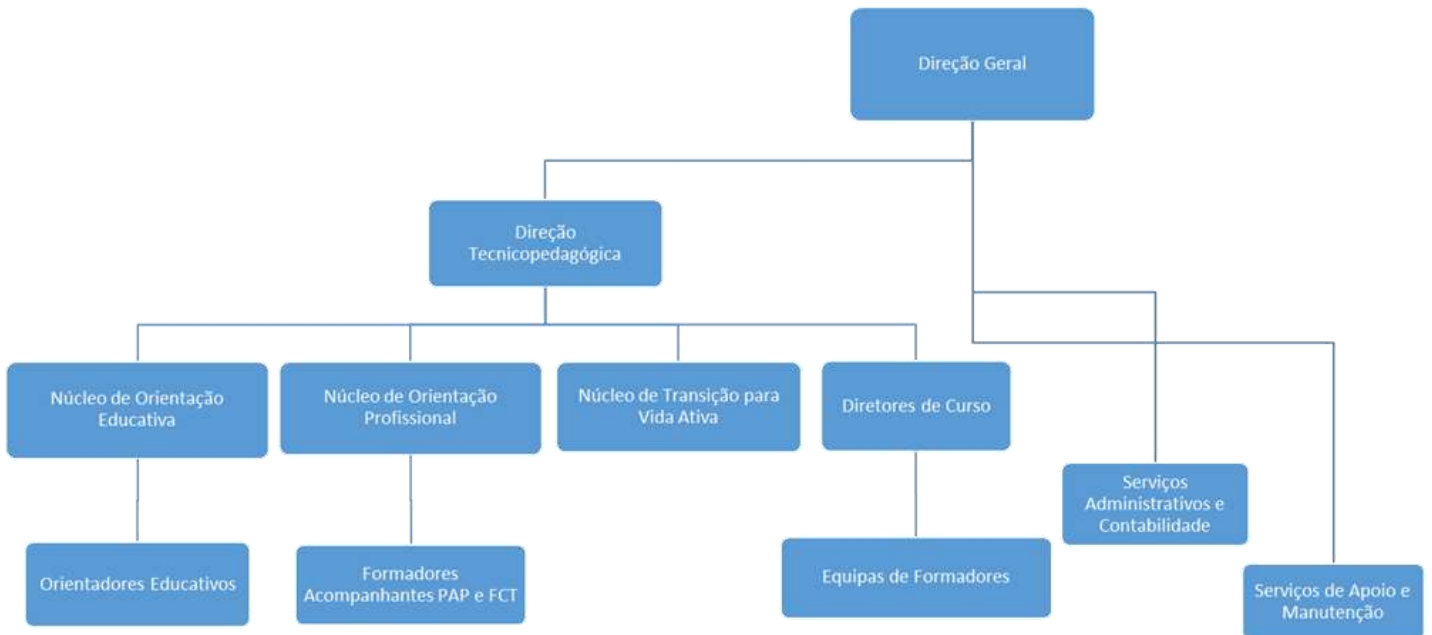 Direção Geral
Direção
Tecnicopedagógica
Núcleo de Orientação
Educativa
Núcleo de Orientação
Profissional
Núcleo de Transição para
Vida Ativa
Diretores de Curso
Serviços
Administrativos e
Contabilidade
Orientadores Educativos
Formadores
Acompanhantes PAP e FCT
Equipas de Formadores
Serviços de Apoio e
Manutenção